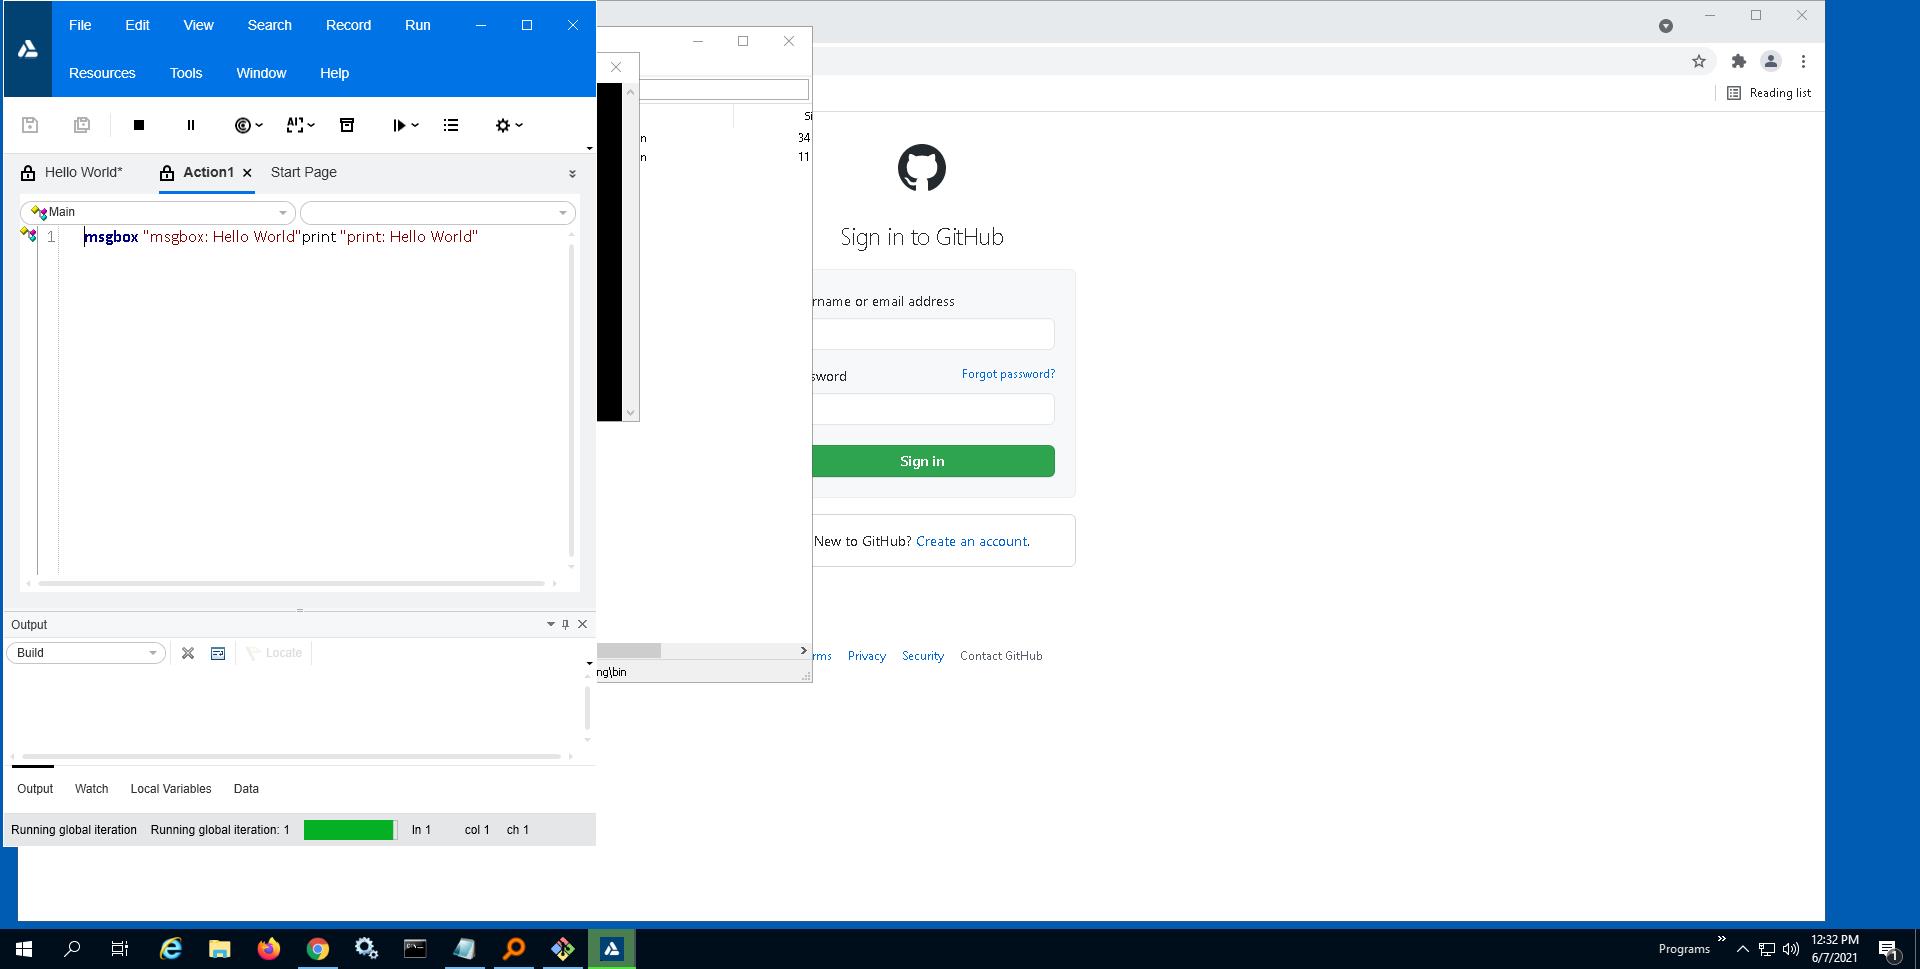 File Edit View Search Record Run
Resources Tools Window Help
Hello World* Action1 Start Page
Main
1 msgbox "msgbox: Hello World"print "print: Hello World"
Output
Build Locate
Output Watch Local Variables Data
Running global iteration Running global iteration: 1 ln 1 col 1 ch 1
Si
n 34
n 11
ng\bin
Reading list
Sign in to GitHub
rname or email address
sword Forgot password?
Sign in
New to GitHub? Create an account.
rms Privacy Security Contact GitHub
Programs » 12:32 PM
6/7/2021
1